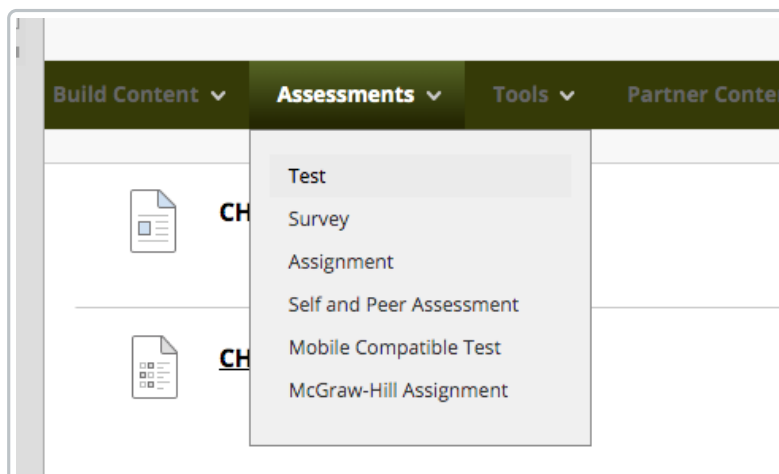 Build Content Assessments Tools Partner
Test
CH
Survey
Assignment
Self and Peer Assessment
Mobile Compatible Test
CH
McGraw-Hill Assignment